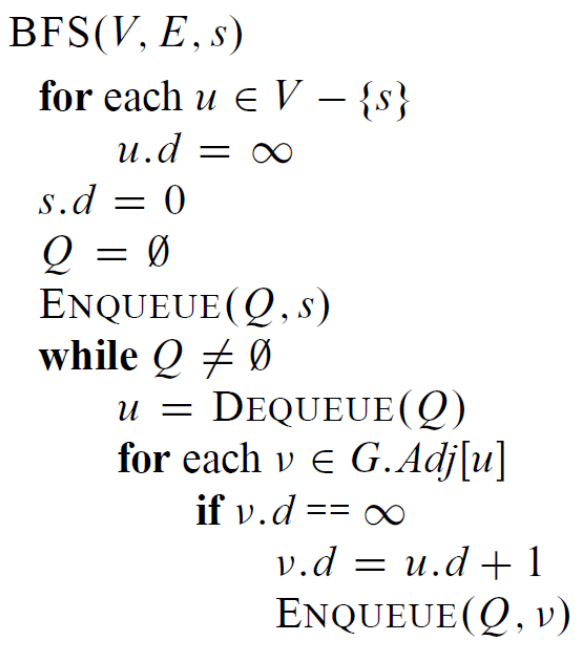 BFS(V, E, s)
for each u ∈ V − {s}
u.d = ∞
s.d = 0
Q = ∅
ENQUEUE(Q, s)
while Q ≠ ∅
u = DEQUEUE(Q)
for each v ∈ G.Adj[u]
if v.d == ∞
v.d = u.d + 1
ENQUEUE(Q, v)